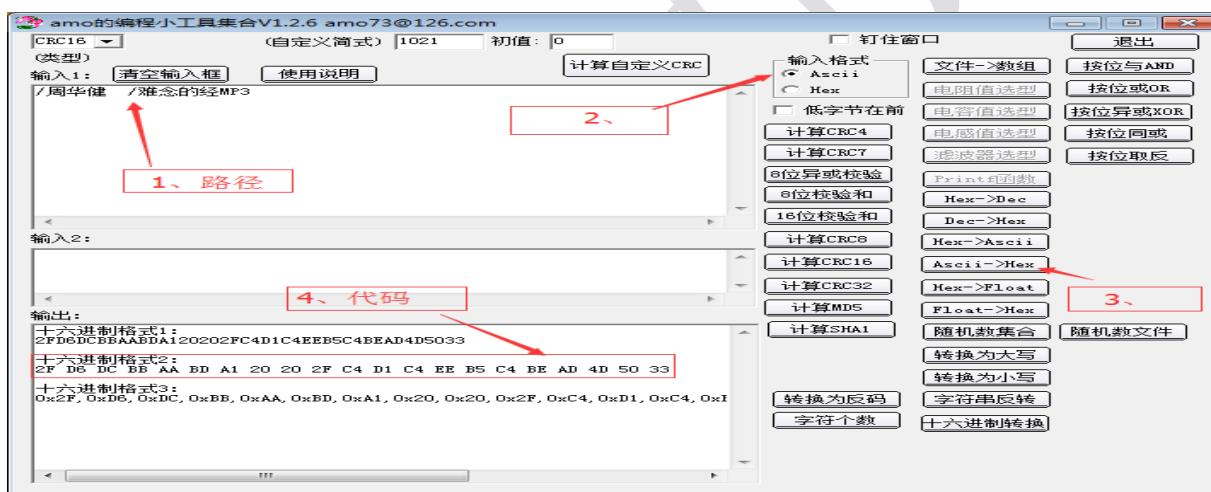 amo的编程小工具集合V1.2.6 amo73@126.com
CRC16 (自定义简式) 1021 初值: 0 钉住窗口 退出
(类型)
输入1: 清空输入框 使用说明 计算自定义CRC
/周华健 /难念的经MP3
1、路径
2、
输入2:
4、代码
输出:
十六进制格式1:
2FD6DCBBAABDA120202FC4D1C4EEB5C4BEAD4D5033
十六进制格式2:
2F D6 DC BB AA BD A1 20 20 2F C4 D1 C4 EE B5 C4 BE AD 4D 50 33
十六进制格式3:
0x2F, 0xD6, 0xDC, 0xBB, 0xAA, 0xBD, 0xA1, 0x20, 0x20, 0x2F, 0xC4, 0xD1, 0xC4, 0xE
输入格式
Ascii
Hex
低字节在前
计算CRC4
计算CRC7
8位异或校验
8位校验和
16位校验和
计算CRC8
计算CRC16
计算CRC32
计算MD5
计算SHA1
转换为反码
字符个数
文件->数组
电阻值选型
电容值选型
电感值选型
滤波器选型
Printf函数
Hex->Dec
Dec->Hex
Hex->Ascii
Ascii->Hex
Hex->Float
3、
Float->Hex
随机数集合 随机数文件
转换为大写
转换为小写
字符串反转
十六进制转换
按位与AND
按位或OR
按位异或XOR
按位同或
按位取反